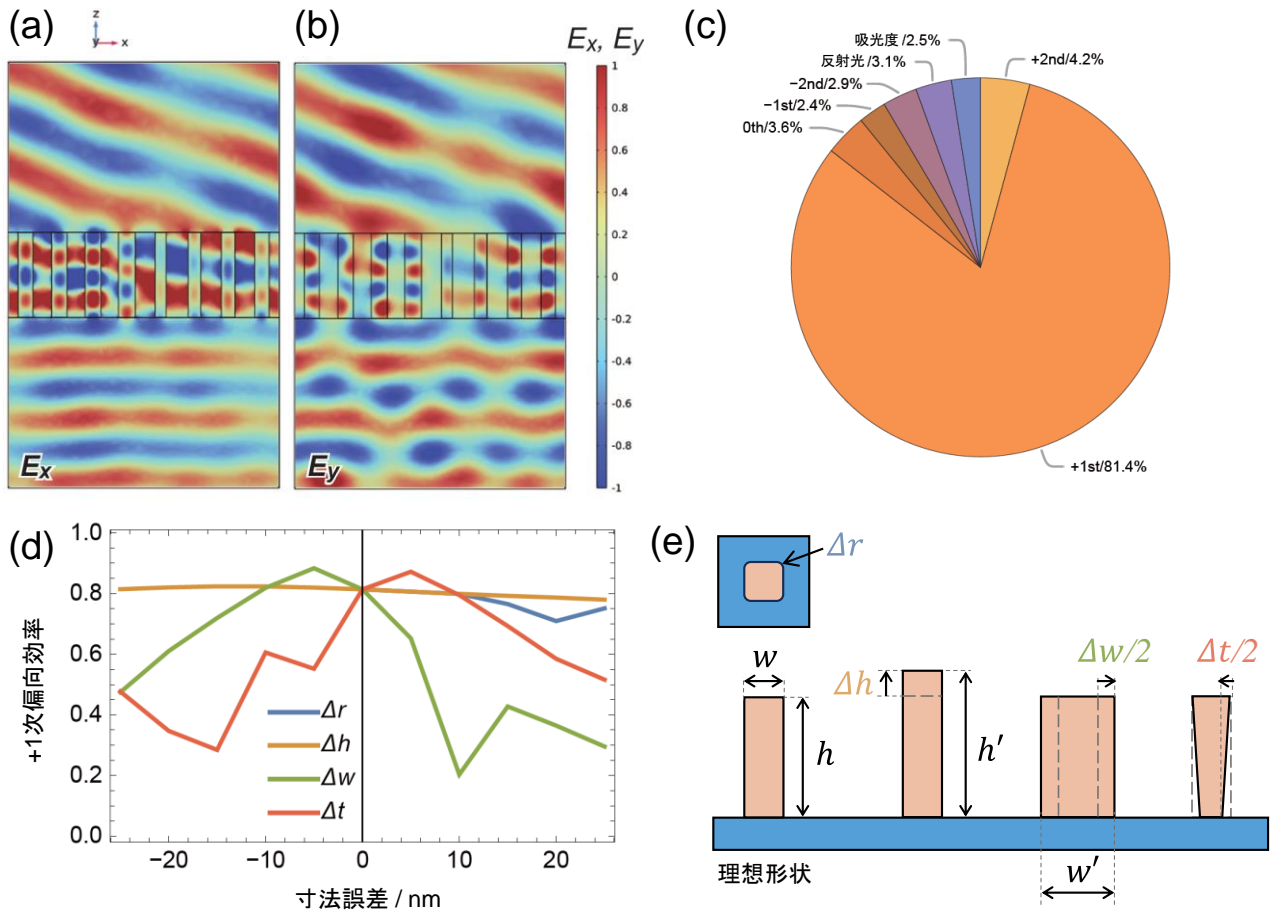 (a)
z
y
x
(b)
E_x, E_y
1
0.8
0.6
0.4
0.2
0
-0.2
-0.4
-0.6
-0.8
-1
E_x
E_y
(c)
吸光度/2.5%
反射光/3.1%
−2nd/2.9%
−1st/2.4%
0th/3.6%
+2nd/4.2%
+1st/81.4%
(d)
+1次偏向効率
1.0
0.8
0.6
0.4
0.2
0.0
Δr
Δh
Δw
Δt
−20
−10
0
10
20
寸法誤差 / nm
(e)
Δr
w
h
Δh
h′
Δw/2
w′
Δt/2
理想形状